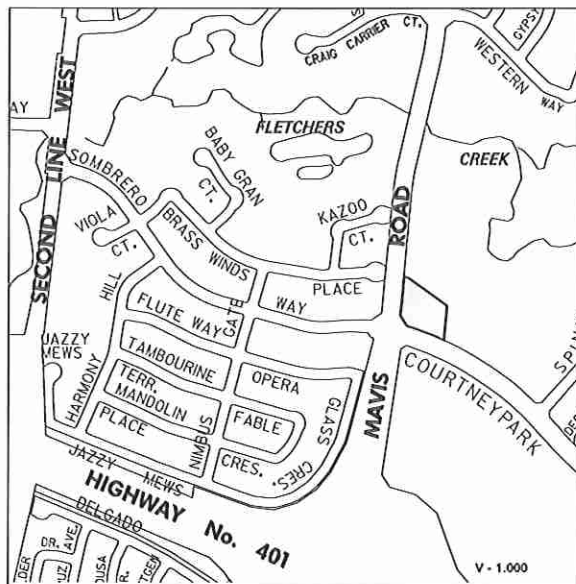 CRAIG CARRIER CT.
GYPSY
WESTERN WAY
SECOND LINE WEST
AY
FLETCHERS
CREEK
SOMBRERO
BABY GRAN CT.
VIOLA CT.
BRASS WINDS
KAZOO CT.
MAVIS ROAD
PLACE
WAY
HARMONY HILL
FLUTE WAY
GATE
JAZZY MEWS
TAMBOURINE
TERR.
OPERA
COURTNEYPARK
MANDOLIN
PLACE
NIMBUS
FABLE
CRES.
GLASS CRES.
JAZZY MEWS
HIGHWAY No. 401
DELGADO
DR.
AVE.
V - 1.000